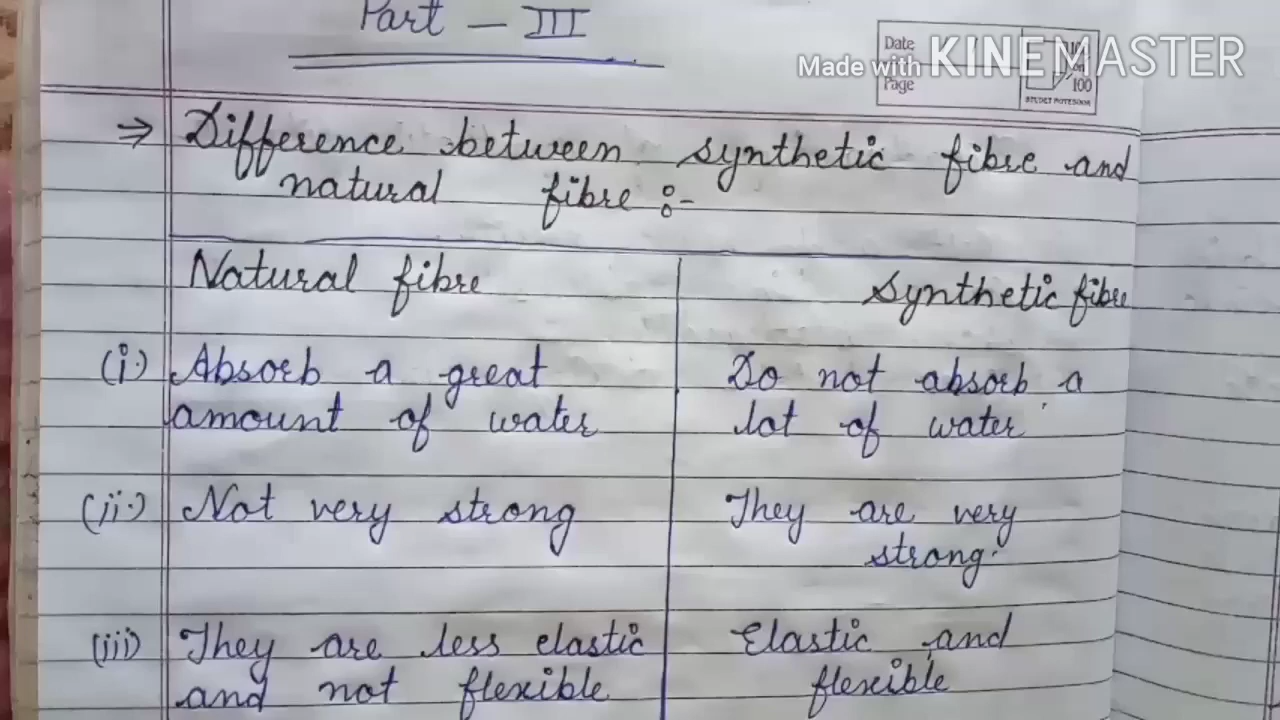 Part - III
Made with KINEMASTER
Date
Page
100
⇒ Difference between synthetic fibre and
natural fibre :-
Natural fibre
Synthetic fibre
(i.) Absorb a great
amount of water
Do not absorb a
lot of water
(ii.) Not very strong
They are very
strong.
(iii) They are less elastic
and not flexible
Elastic and
flexible